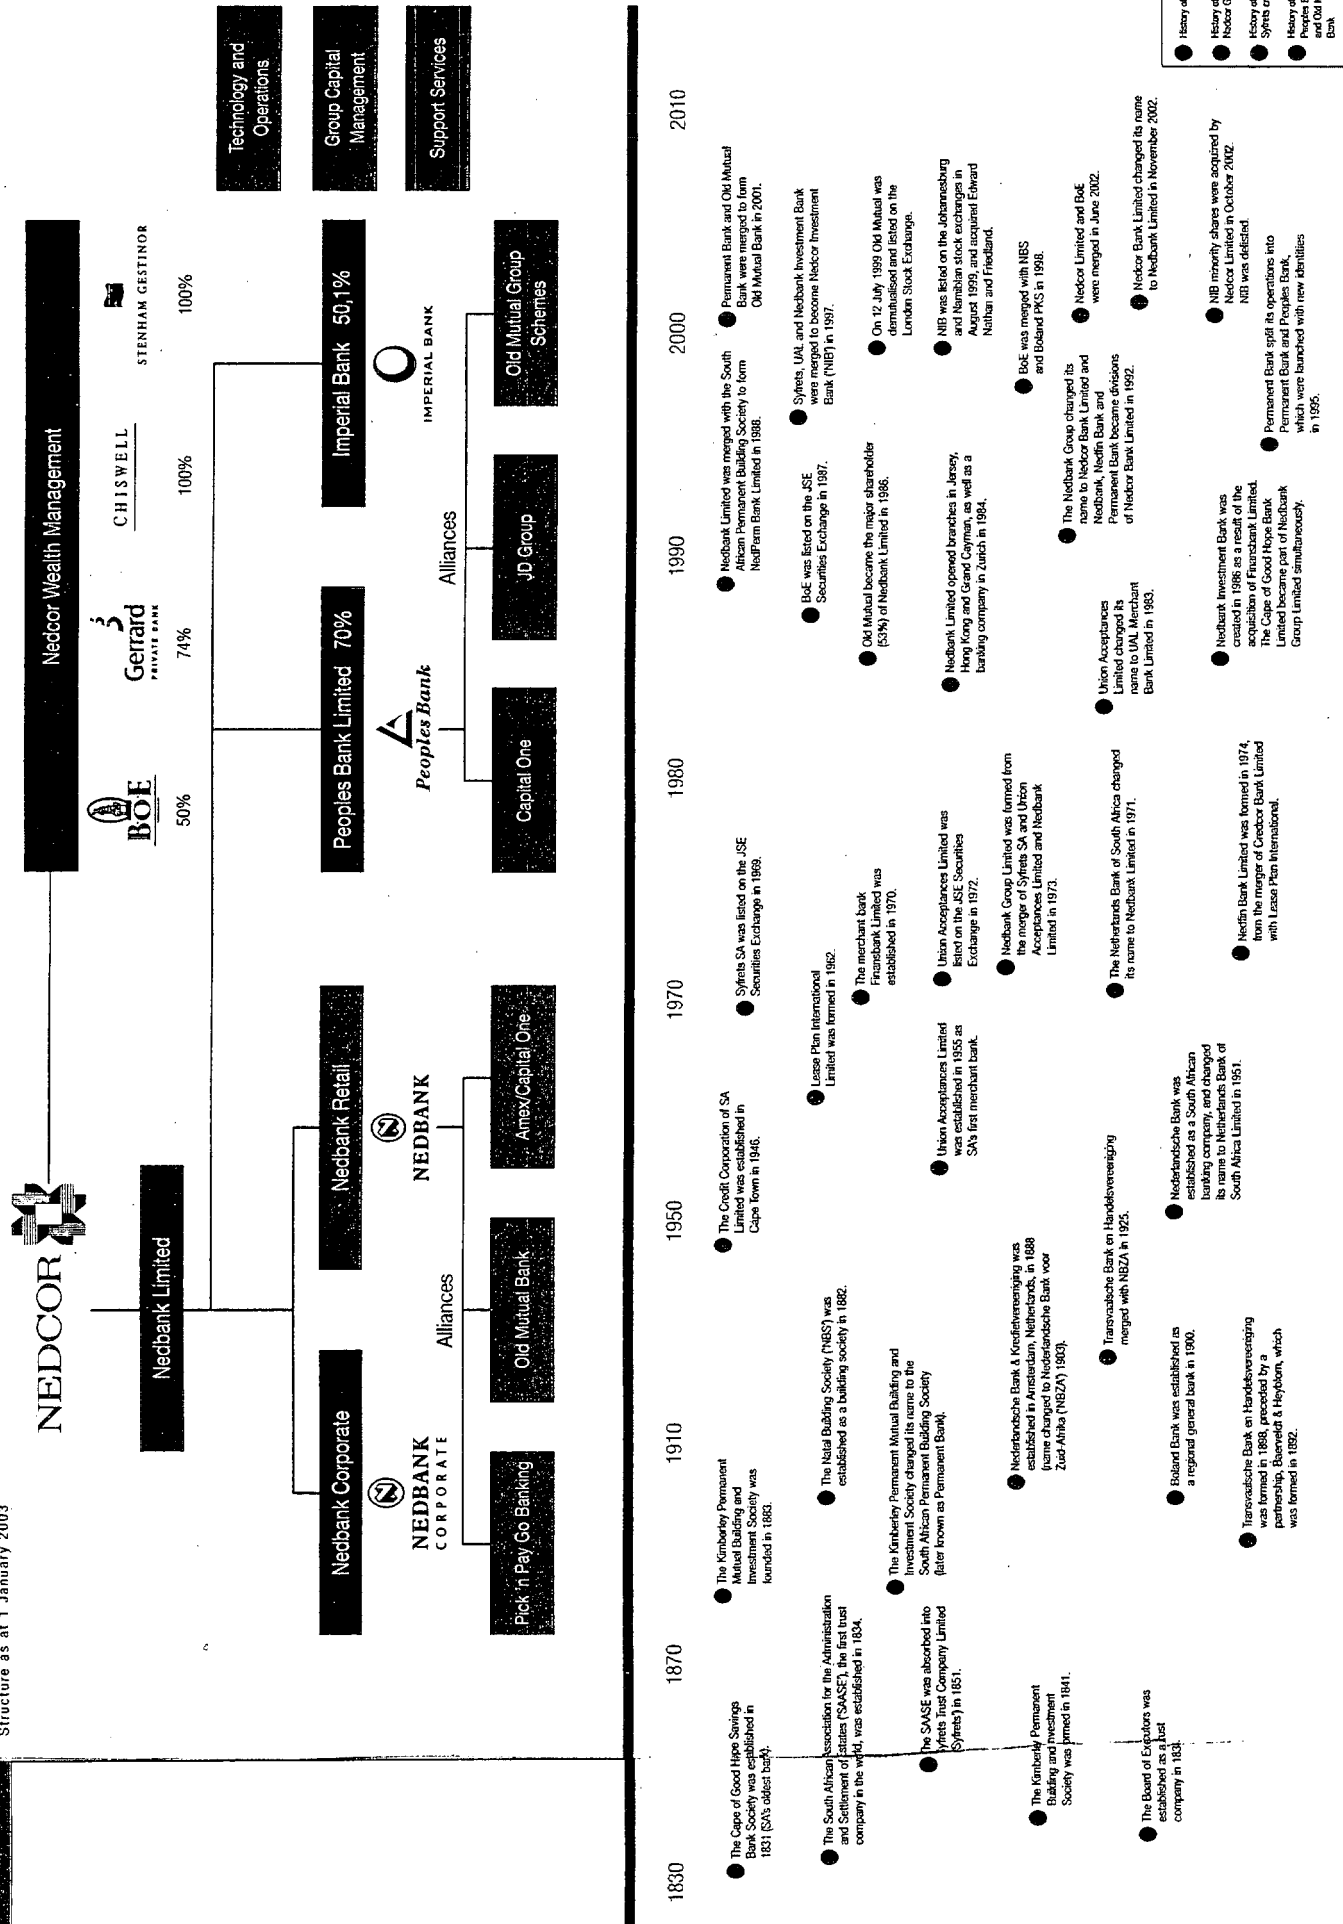 Structure as at 1 January 2003
NEDCOR
Nedcor Wealth Management
BOE
50%
Gerrard
PRIVATE BANK
74%
CHISWELL
100%
STENHAM GESTINOR
100%
Nedbank Limited
Technology and
Operations
Group Capital
Management
Support Services
Nedbank Corporate
Nedbank Retail
Peoples Bank Limited 70%
Imperial Bank 50,1%
NEDBANK
CORPORATE
NEDBANK
Peoples Bank
IMPERIAL BANK
Alliances
Alliances
Pick 'n Pay Go Banking
Old Mutual Bank
Amex/Capital One
Capital One
JD Group
Old Mutual Group
Schemes
1830
1870
1910
1950
1970
1980
1990
2000
2010
The Cape of Good Hope Savings
Bank Society was established in
1831 (SA's oldest bank).
The South African Association for the Administration
and Settlement of Estates ('SAASE'), the first trust
company in the world, was established in 1834.
The SAASE was absorbed into
Syfrets Trust Company Limited
('Syfrets') in 1851.
The Kimberley Permanent
Building and Investment
Society was formed in 1841.
The Board of Executors was
established as a trust
company in
The Kimberley Permanent
Mutual Building and
Investment Society was
founded in 1883.
The Natal Building Society ('NBS') was
established as a building society in 1882.
The Kimberley Permanent Mutual Building and
Investment Society changed its name to the
South African Permanent Building Society
(later known as Permanent Bank).
Nederlandsche Bank & Kredietvereeniging was
established in Amsterdam, Netherlands, in 1888
(name changed to Nederlandsche Bank voor
Zuid-Afrika ('NBZA') 1903).
Transvaalsche Bank en Handelsvereeniging
merged with NBZA in 1925.
Boland Bank was established as
a regional general bank in 1900.
Transvaalsche Bank en Handelsvereeniging
was formed in 1898, preceded by a
partnership, Baerveldt & Heyblom, which
was formed in 1892.
The Credit Corporation of SA
Limited was established in
Cape Town in 1946.
Lease Plan International
Limited was formed in 1962.
Union Acceptances Limited
was established in 1955 as
SA's first merchant bank.
Nederlandsche Bank was
established as a South African
banking company, and changed
its name to Netherlands Bank of
South Africa Limited in 1951.
Syfrets SA was listed on the JSE
Securities Exchange in 1969.
The merchant bank
Finansbank Limited was
established in 1970.
Union Acceptances Limited was
listed on the JSE Securities
Exchange in 1972.
Nedbank Group Limited was formed from
the merger of Syfrets SA and Union
Acceptances Limited and Nedbank
Limited in 1973.
The Netherlands Bank of South Africa changed
its name to Nedbank Limited in 1971.
Nedfin Bank Limited was formed in 1974,
from the merger of Credcor Bank Limited
with Lease Plan International.
Nedbank Limited was merged with the South
African Permanent Building Society to form
NedPerm Bank Limited in 1988.
BoE was listed on the JSE
Securities Exchange in 1987.
Old Mutual became the major shareholder
(53%) of Nedbank Limited in 1986.
Nedbank Limited opened branches in Jersey,
Hong Kong and Grand Cayman, as well as a
banking company in Zurich in 1984.
Union Acceptances
Limited changed its
name to UAL Merchant
Bank Limited in 1983.
Nedbank Investment Bank was
created in 1986 as a result of the
acquisition of Finansbank Limited.
The Cape of Good Hope Bank
Limited became part of Nedbank
Group Limited simultaneously.
Permanent Bank and Old Mutual
Bank were merged to form
Old Mutual Bank in 2001.
Syfrets, UAL and Nedbank Investment Bank
were merged to become Nedcor Investment
Bank ('NIB') in 1997.
On 12 July 1999 Old Mutual was
demutualised and listed on the
London Stock Exchange.
NIB was listed on the Johannesburg
and Namibian stock exchanges in
August 1999, and acquired Edward
Nathan and Friedland.
BoE was merged with NBS
and Boland PKS in 1998.
The Nedbank Group changed its
name to Nedcor Bank Limited and
Nedbank, Nedfin Bank and
Permanent Bank became divisions
of Nedcor Bank Limited in 1992.
Nedcor Limited and BoE
were merged in June 2002.
Nedcor Bank Limited changed its name
to Nedbank Limited in November 2002.
NIB minority shares were acquired by
Nedcor Limited in October 2002.
NIB was delisted.
Permanent Bank split its operations into
Permanent Bank and Peoples Bank,
which were launched with new identities
in 1995.
History of
History of
Nedcor
History of
Syfrets
History of
Peoples
and Old
Bank